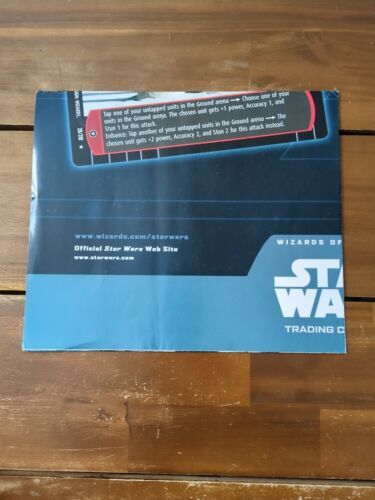 Tap one of your untapped units in the Ground arena → Choose one of your
units in the Ground arena. The chosen unit gets +1 power, Accuracy 1, and
Stun 1 for this attack.
Enhance: Tap another of your untapped units in the Ground arena → The
chosen unit gets +2 power, Accuracy 2, and Stun 2 for this attack instead.
www.wizards.com/starwars
Official Star Wars Web Site
www.starwars.com
WIZARDS OF
STA
WA
TRADING C